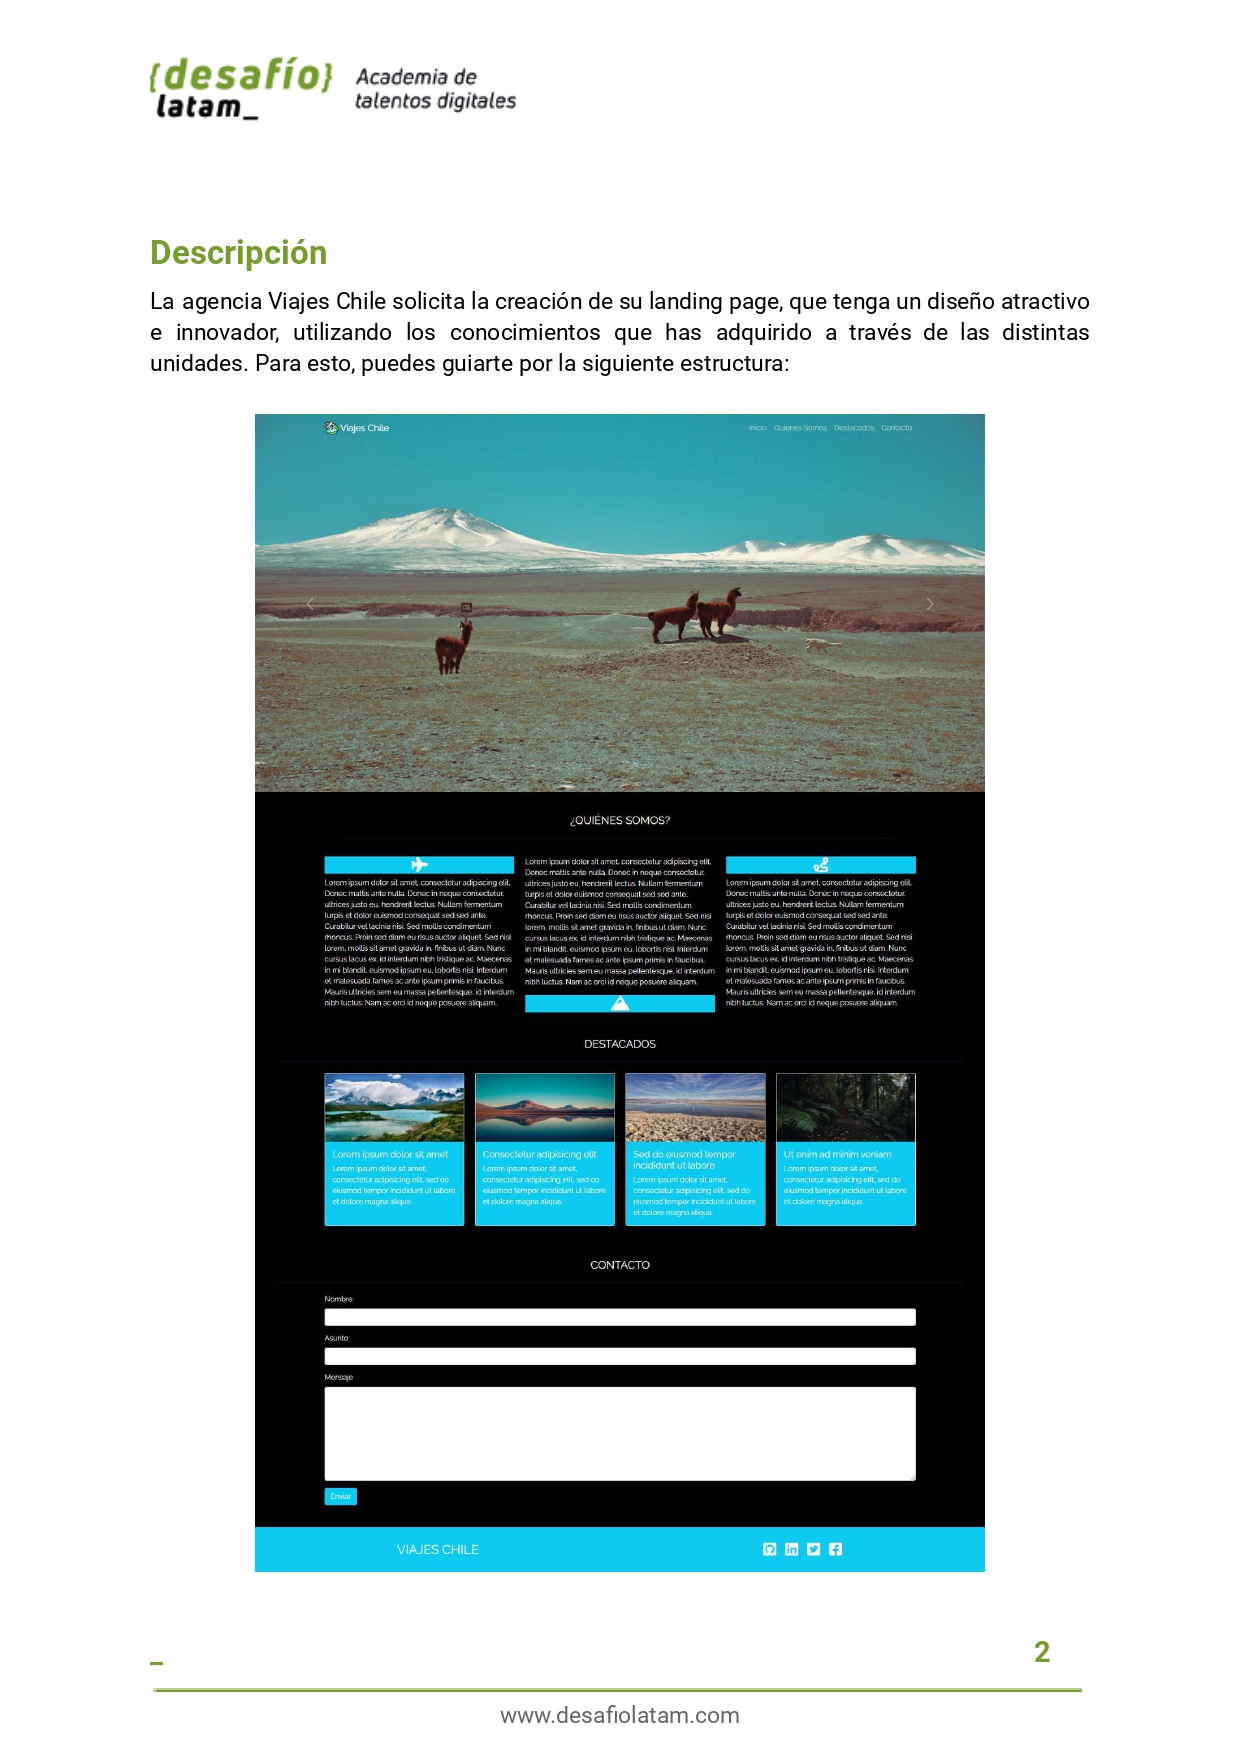 {desafío}
latam_
Academia de
talentos digitales
Descripción
La agencia Viajes Chile solicita la creación de su landing page, que tenga un diseño atractivo
e innovador, utilizando los conocimientos que has adquirido a través de las distintas
unidades. Para esto, puedes guiarte por la siguiente estructura:
Viajes Chile
Inicio Quienes Somos Destacados Contacto
¿QUIÉNES SOMOS?
Lorem ipsum dolor sit amet, consectetur adipiscing elit.
Donec mattis ante nulla. Donec in neque consectetur,
ultrices justo eu, hendrerit lectus. Nullam fermentum
turpis et dolor euismod consequat sed sed ante.
Curabitur vel lacinia nisi. Sed mollis condimentum
rhoncus. Proin sed diam eu risus auctor aliquet. Sed nisi
lorem, mollis sit amet gravida in, finibus ut diam. Nunc
cursus lacus ex, id interdum nibh tristique ac. Maecenas
in mi blandit, euismod ipsum eu, lobortis nisi. Interdum
et malesuada fames ac ante ipsum primis in faucibus.
Mauris ultricies sem eu massa pellentesque, id interdum
nibh luctus. Nam ac orci id neque posuere aliquam.
Lorem ipsum dolor sit amet, consectetur adipiscing elit.
Donec mattis ante nulla. Donec in neque consectetur,
ultrices justo eu, hendrerit lectus. Nullam fermentum
turpis et dolor euismod consequat sed sed ante.
Curabitur vel lacinia nisi. Sed mollis condimentum
rhoncus. Proin sed diam eu risus auctor aliquet. Sed nisi
lorem, mollis sit amet gravida in, finibus ut diam. Nunc
cursus lacus ex, id interdum nibh tristique ac. Maecenas
in mi blandit, euismod ipsum eu, lobortis nisi. Interdum
et malesuada fames ac ante ipsum primis in faucibus.
Mauris ultricies sem eu massa pellentesque, id interdum
nibh luctus. Nam ac orci id neque posuere aliquam.
Lorem ipsum dolor sit amet, consectetur adipiscing elit.
Donec mattis ante nulla. Donec in neque consectetur,
ultrices justo eu, hendrerit lectus. Nullam fermentum
turpis et dolor euismod consequat sed sed ante.
Curabitur vel lacinia nisi. Sed mollis condimentum
rhoncus. Proin sed diam eu risus auctor aliquet. Sed nisi
lorem, mollis sit amet gravida in, finibus ut diam. Nunc
cursus lacus ex, id interdum nibh tristique ac. Maecenas
in mi blandit, euismod ipsum eu, lobortis nisi. Interdum
et malesuada fames ac ante ipsum primis in faucibus.
Mauris ultricies sem eu massa pellentesque, id interdum
nibh luctus. Nam ac orci id neque posuere aliquam.
DESTACADOS
Lorem ipsum dolor sit amet
Lorem ipsum dolor sit amet,
consectetur adipisicing elit, sed do
eiusmod tempor incididunt ut labore
et dolore magna aliqua.
Consectetur adipisicing elit
Lorem ipsum dolor sit amet,
consectetur adipisicing elit, sed do
eiusmod tempor incididunt ut labore
et dolore magna aliqua.
Sed do eiusmod tempor
incididunt ut labore
Lorem ipsum dolor sit amet,
consectetur adipisicing elit, sed do
eiusmod tempor incididunt ut labore
et dolore magna aliqua.
Ut enim ad minim veniam
Lorem ipsum dolor sit amet,
consectetur adipisicing elit, sed do
eiusmod tempor incididunt ut labore
et dolore magna aliqua.
CONTACTO
Nombre
Asunto
Mensaje
Enviar
VIAJES CHILE
_
2
www.desafiolatam.com